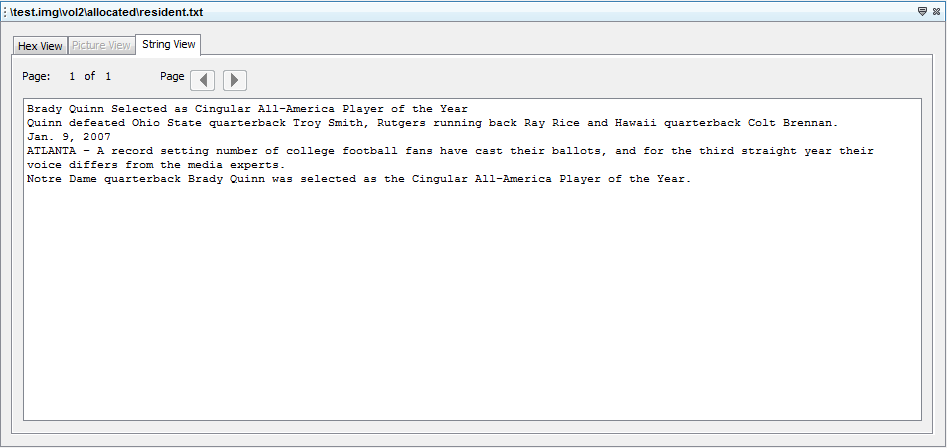 \test.img\vol2\allocated\resident.txt
Hex View Picture View String View
Page: 1 of 1 Page
Brady Quinn Selected as Cingular All-America Player of the Year
Quinn defeated Ohio State quarterback Troy Smith, Rutgers running back Ray Rice and Hawaii quarterback Colt Brennan.
Jan. 9, 2007
ATLANTA - A record setting number of college football fans have cast their ballots, and for the third straight year their
voice differs from the media experts.
Notre Dame quarterback Brady Quinn was selected as the Cingular All-America Player of the Year.